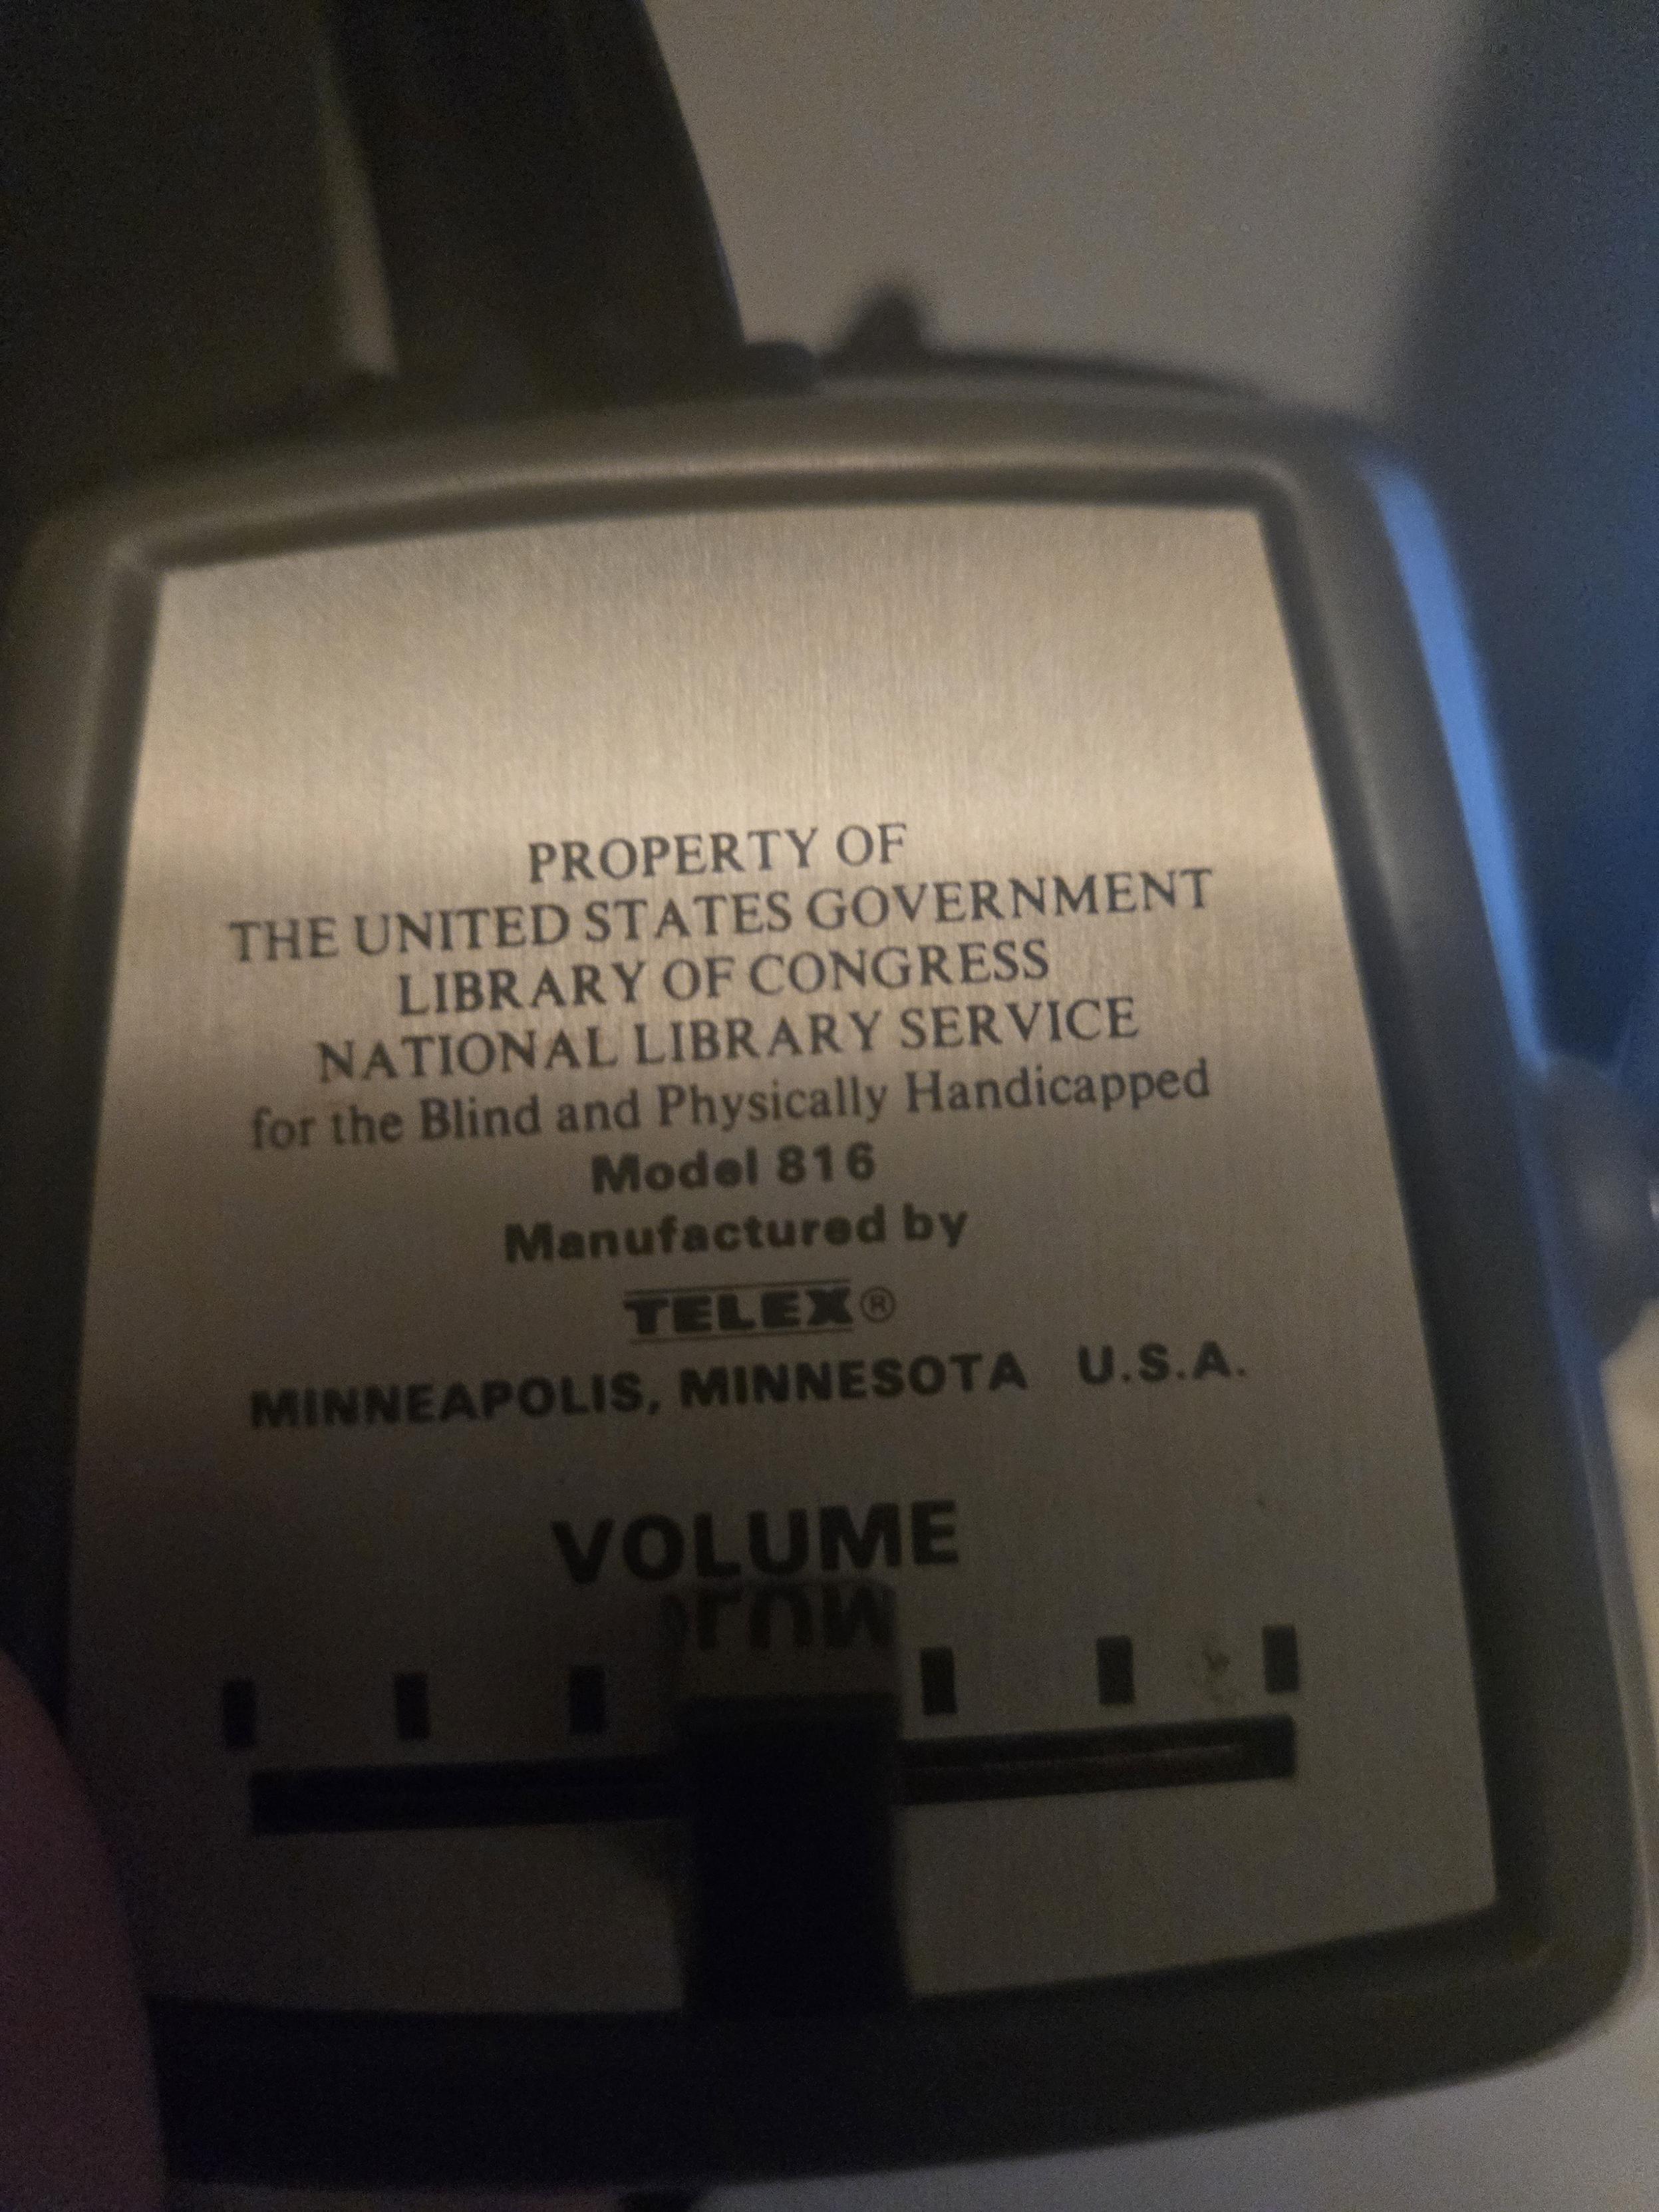 PROPERTY OF
THE UNITED STATES GOVERNMENT
LIBRARY OF CONGRESS
NATIONAL LIBRARY SERVICE
for the Blind and Physically Handicapped
Model 816
Manufactured by
TELEX®
MINNEAPOLIS, MINNESOTA U.S.A.
VOLUME